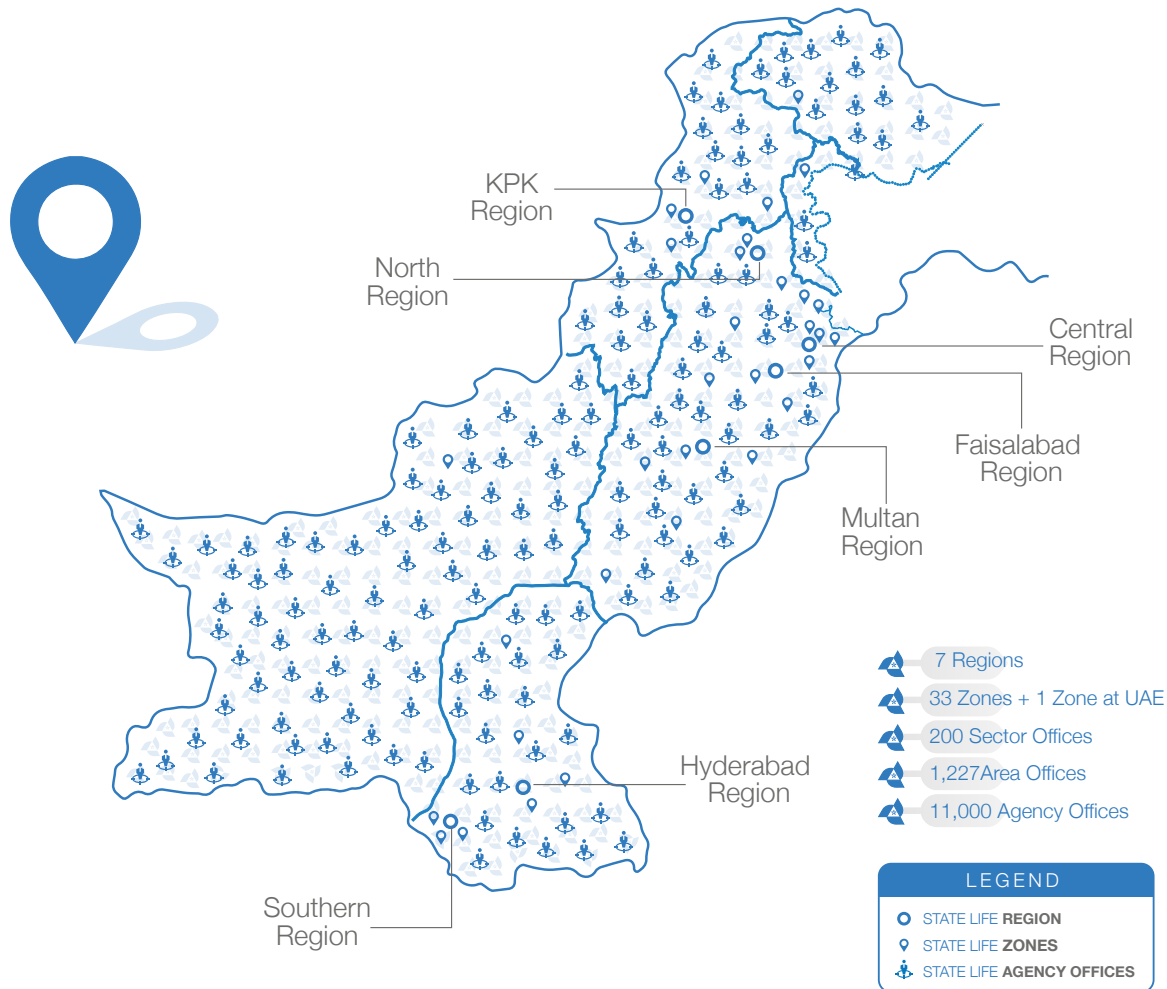 KPK
Region
North
Region
Central
Region
Faisalabad
Region
Multan
Region
Hyderabad
Region
Southern
Region
7 Regions
33 Zones + 1 Zone at UAE
200 Sector Offices
1,227Area Offices
11,000 Agency Offices
LEGEND
STATE LIFE REGION
STATE LIFE ZONES
STATE LIFE AGENCY OFFICES